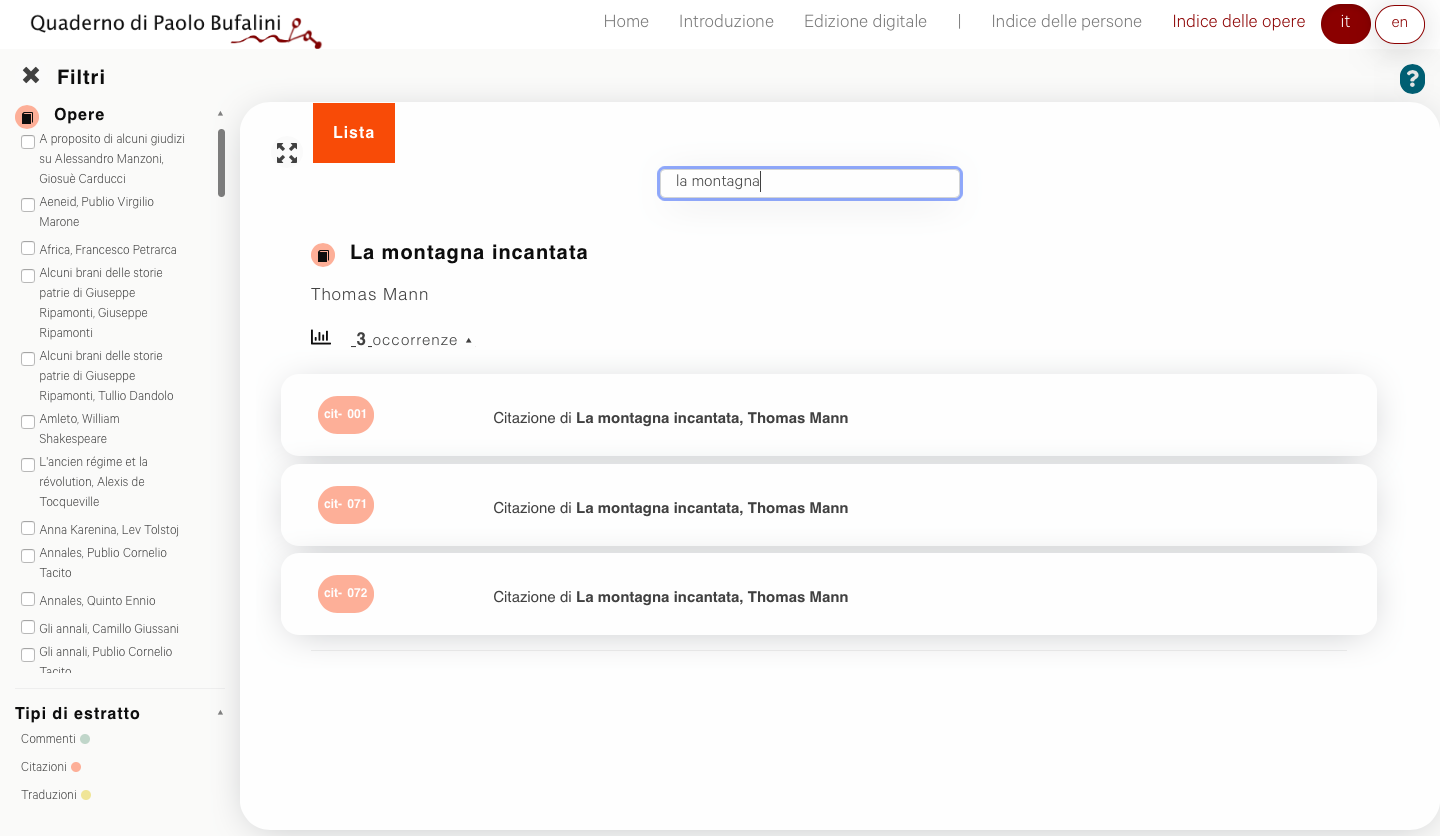 Quaderno di Paolo Bufalini
Home Introduzione Edizione digitale | Indice delle persone Indice delle opere it en
Filtri
?
Opere
A proposito di alcuni giudizi
su Alessandro Manzoni,
Giosuè Carducci
Aeneid, Publio Virgilio
Marone
Africa, Francesco Petrarca
Alcuni brani delle storie
patrie di Giuseppe
Ripamonti, Giuseppe
Ripamonti
Alcuni brani delle storie
patrie di Giuseppe
Ripamonti, Tullio Dandolo
Amleto, William
Shakespeare
L'ancien régime et la
révolution, Alexis de
Tocqueville
Anna Karenina, Lev Tolstoj
Annales, Publio Cornelio
Tacito
Annales, Quinto Ennio
Gli annali, Camillo Giussani
Gli annali, Publio Cornelio
Tacito
Tipi di estratto
Commenti
Citazioni
Traduzioni
Lista
la montagna
La montagna incantata
Thomas Mann
3 occorrenze
cit- 001 Citazione di La montagna incantata, Thomas Mann
cit- 071 Citazione di La montagna incantata, Thomas Mann
cit- 072 Citazione di La montagna incantata, Thomas Mann